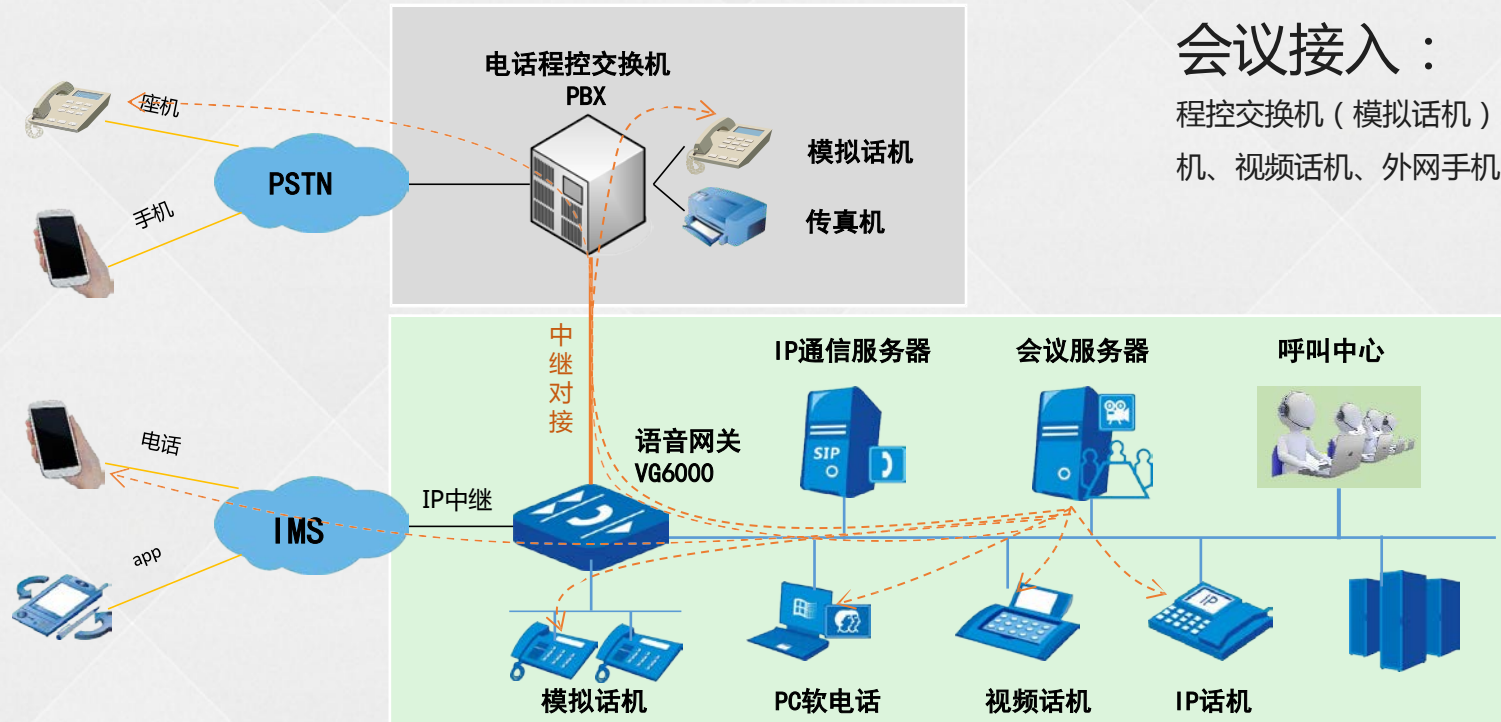 会议接入：
程控交换机（模拟话机）
机、视频话机、外网手机
电话程控交换机
PBX
座机
PSTN
模拟话机
手机
传真机
中继对接
IP通信服务器
会议服务器
呼叫中心
电话
语音网关
VG6000
SIP
IP中继
IMS
app
IP
模拟话机
PC软电话
视频话机
IP话机